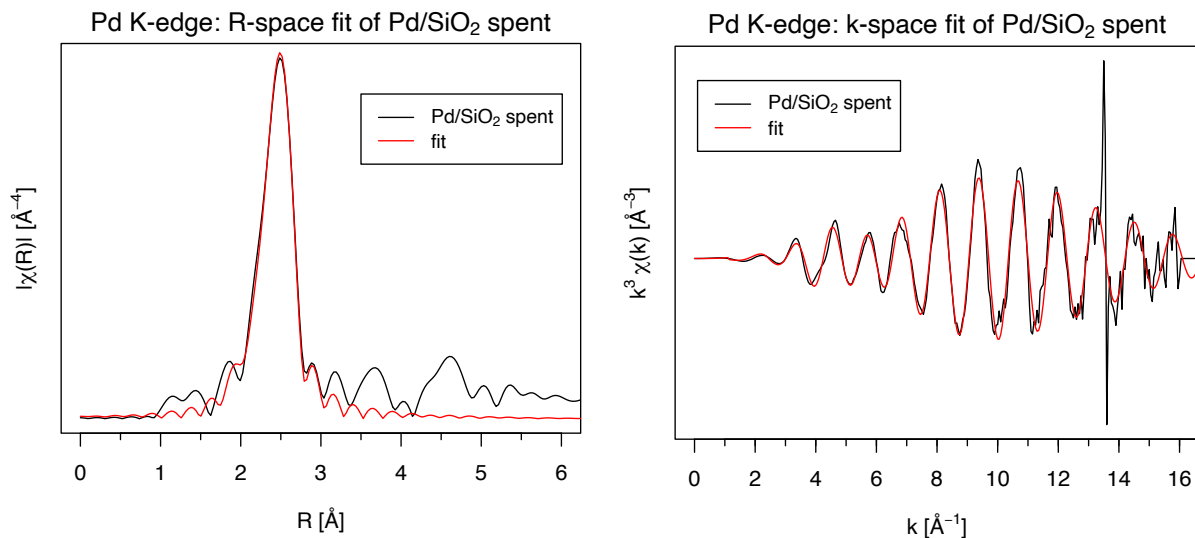 Pd K-edge: R-space fit of Pd/SiO₂ spent
Pd/SiO₂ spent
fit
|χ(R)| [Å⁻⁴]
0 1 2 3 4 5 6
R [Å]
Pd K-edge: k-space fit of Pd/SiO₂ spent
Pd/SiO₂ spent
fit
k³ χ(k) [Å⁻³]
0 2 4 6 8 10 12 14 16
k [Å⁻¹]